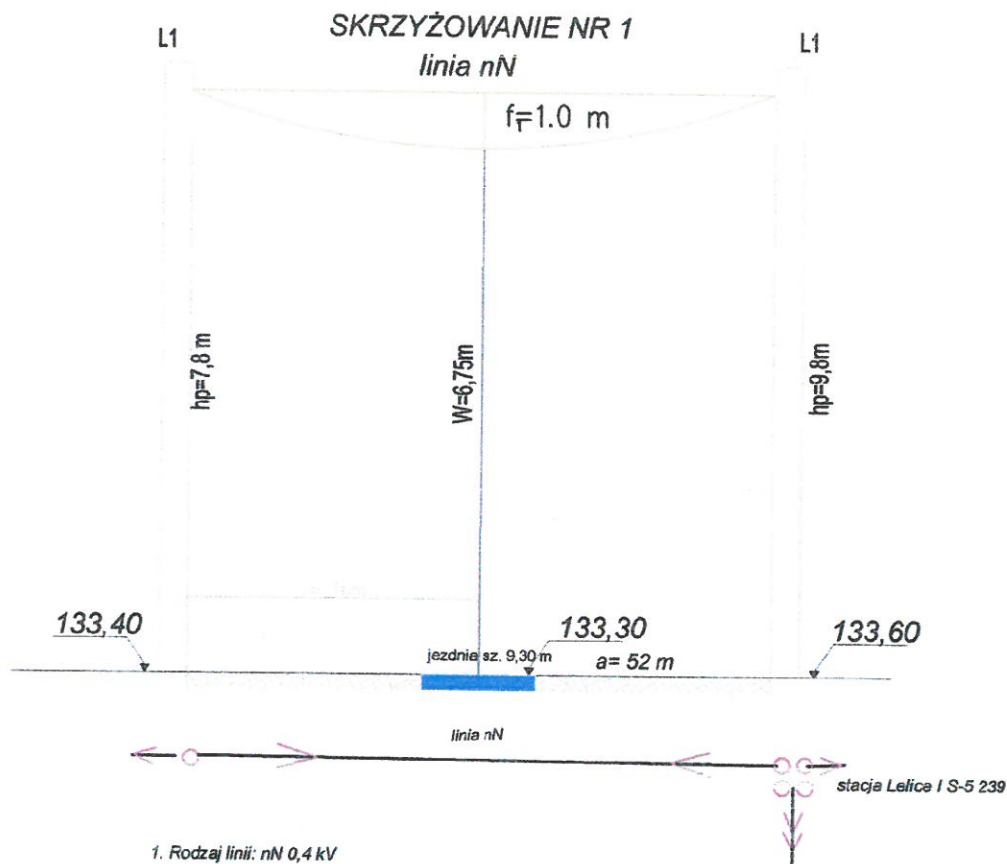 SKRZYŻOWANIE NR 1
L1
linia nN
L1
f_T=1.0 m
hp=7,8 m
W=6,75m
hp=9,8m
133,40
133,30
133,60
jezdnia sz. 9,30 m
a= 52 m
linia nN
stacja Lelice I S-5 239
1. Rodzaj linii: nN 0,4 kV